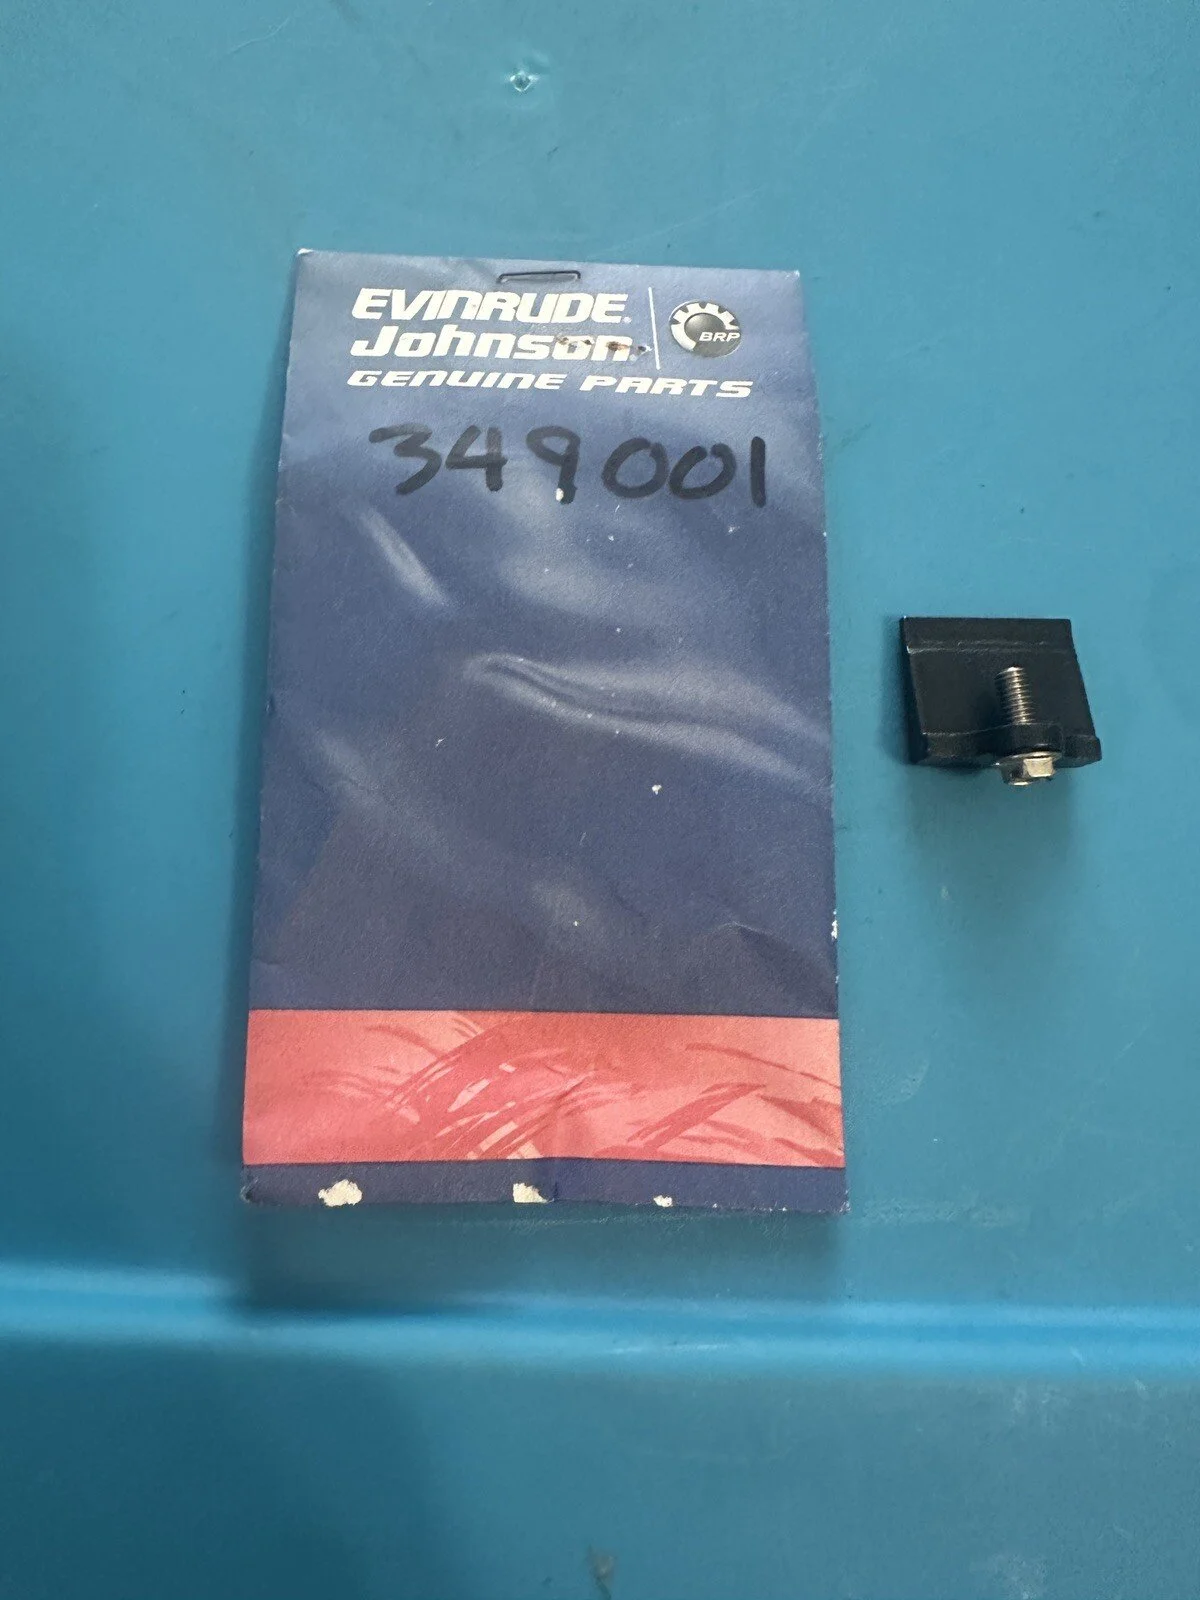 EVINRUDE®
Johnson®
BRP
GENUINE PARTS
349001